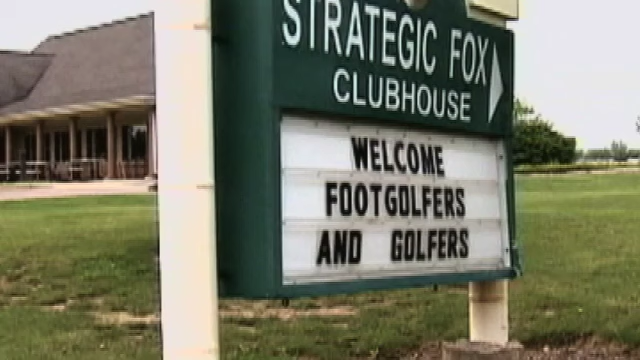 STRATEGIC FOX
CLUBHOUSE
WELCOME
FOOTGOLFERS
AND GOLFERS